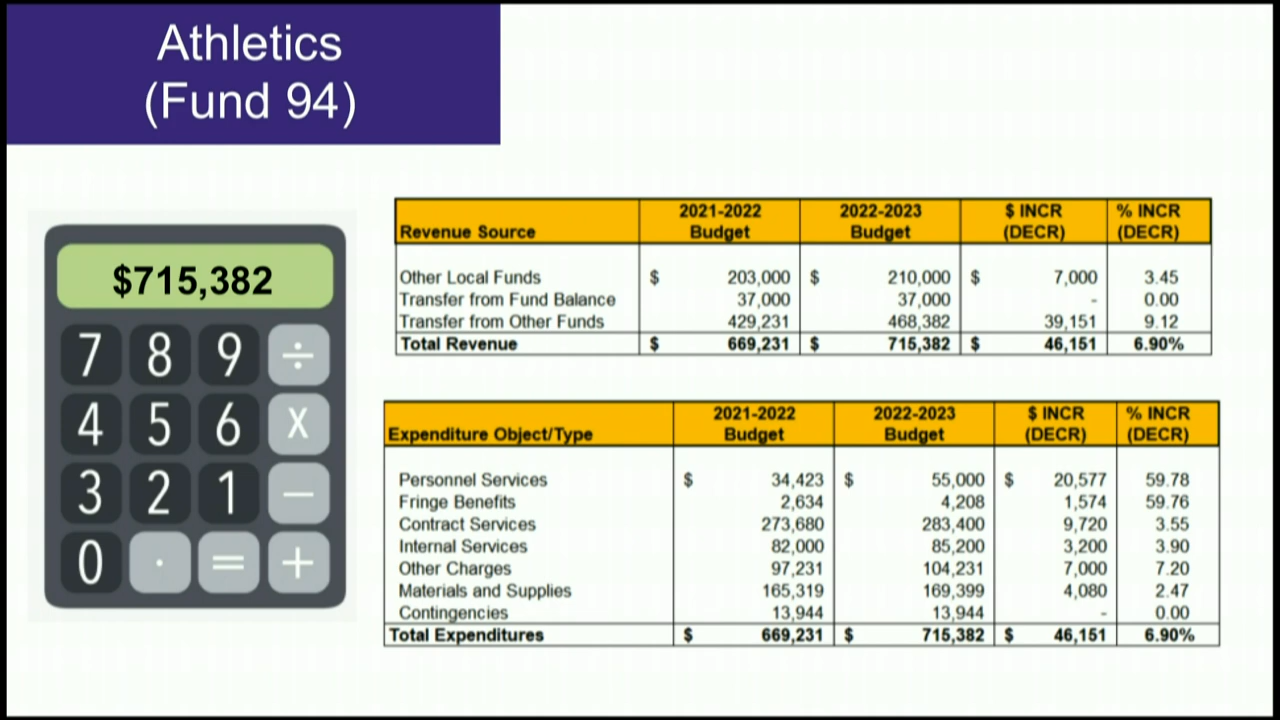 Athletics
(Fund 94)
$715,382
7 8 9 ÷
4 5 6 X
3 2 1 −
0 . = +
2021-2022 2022-2023 $ INCR % INCR
Revenue Source Budget Budget (DECR) (DECR)
Other Local Funds $ 203,000 $ 210,000 $ 7,000 3.45
Transfer from Fund Balance 37,000 37,000 - 0.00
Transfer from Other Funds 429,231 468,382 39,151 9.12
Total Revenue $ 669,231 $ 715,382 $ 46,151 6.90%
2021-2022 2022-2023 $ INCR % INCR
Expenditure Object/Type Budget Budget (DECR) (DECR)
Personnel Services $ 34,423 $ 55,000 $ 20,577 59.78
Fringe Benefits 2,634 4,208 1,574 59.76
Contract Services 273,680 283,400 9,720 3.55
Internal Services 82,000 85,200 3,200 3.90
Other Charges 97,231 104,231 7,000 7.20
Materials and Supplies 165,319 169,399 4,080 2.47
Contingencies 13,944 13,944 - 0.00
Total Expenditures $ 669,231 $ 715,382 $ 46,151 6.90%